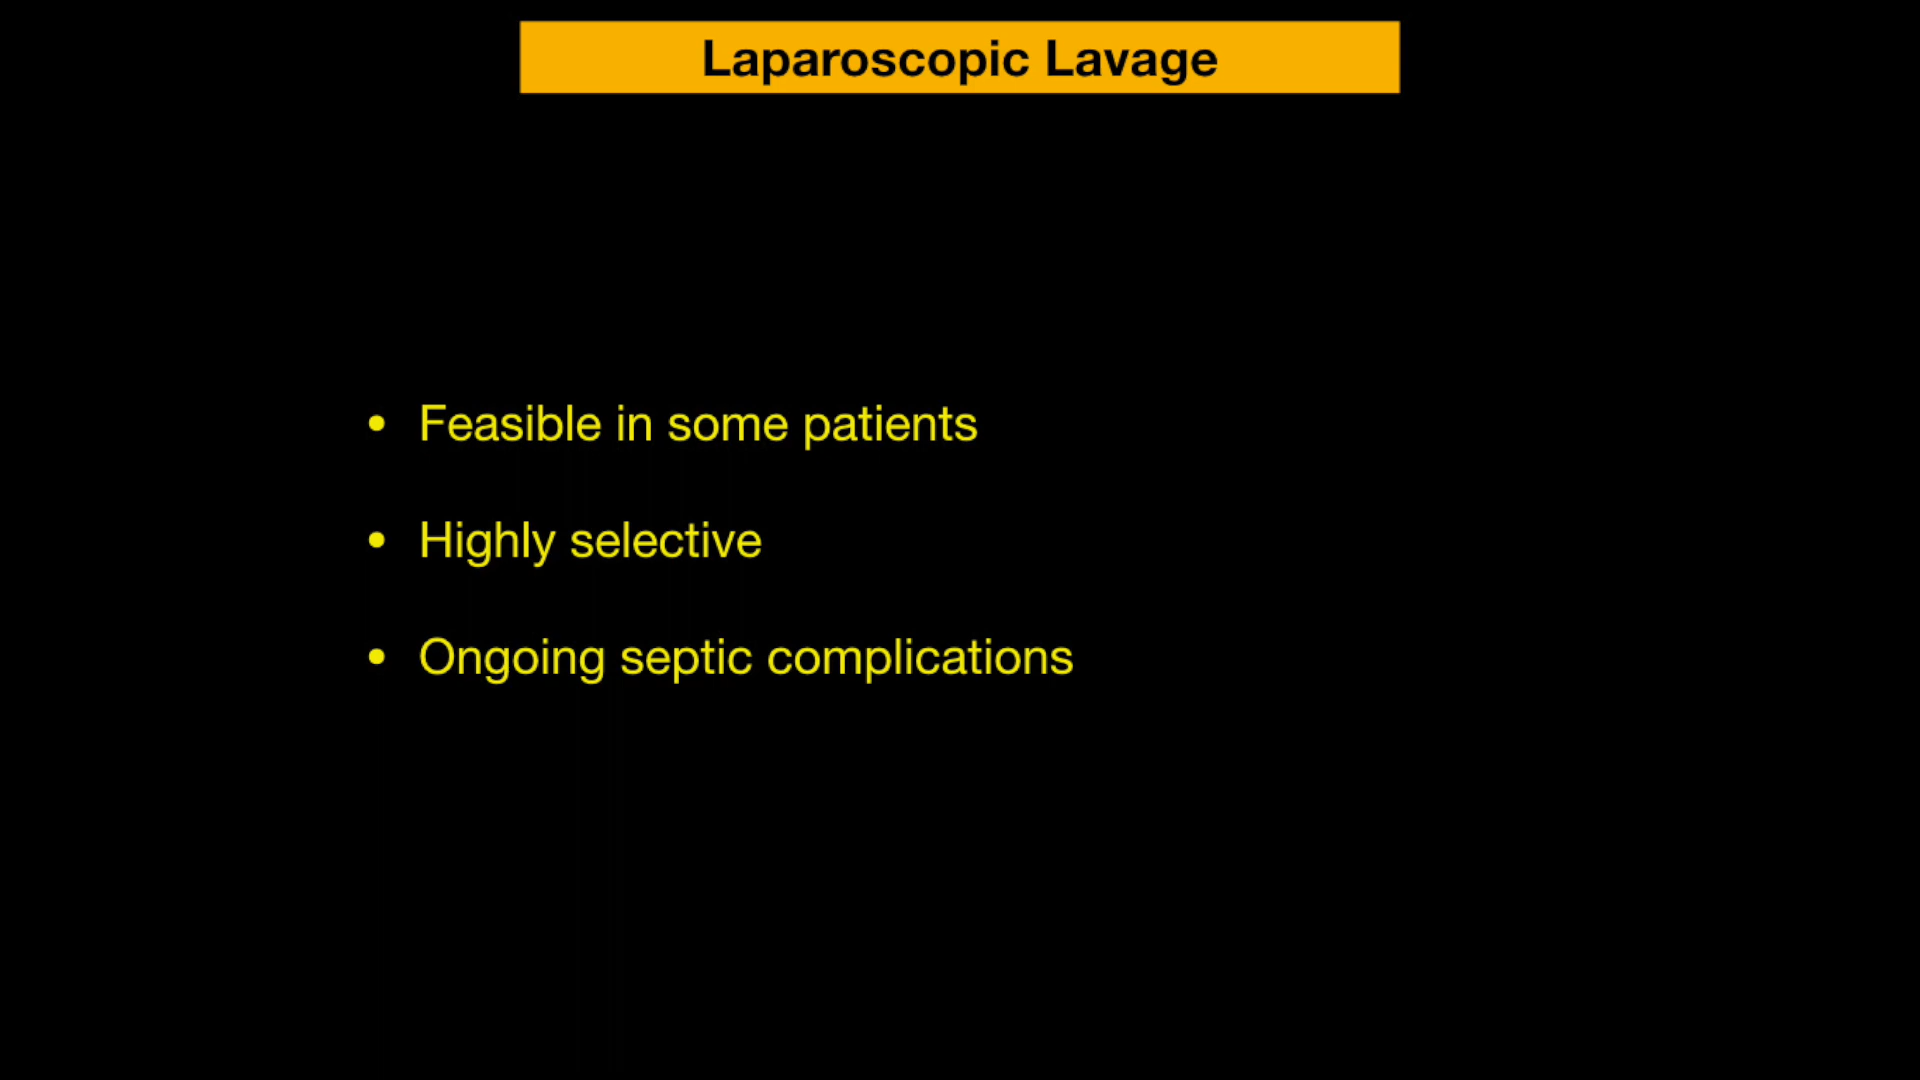 Laparoscopic Lavage
• Feasible in some patients
• Highly selective
• Ongoing septic complications